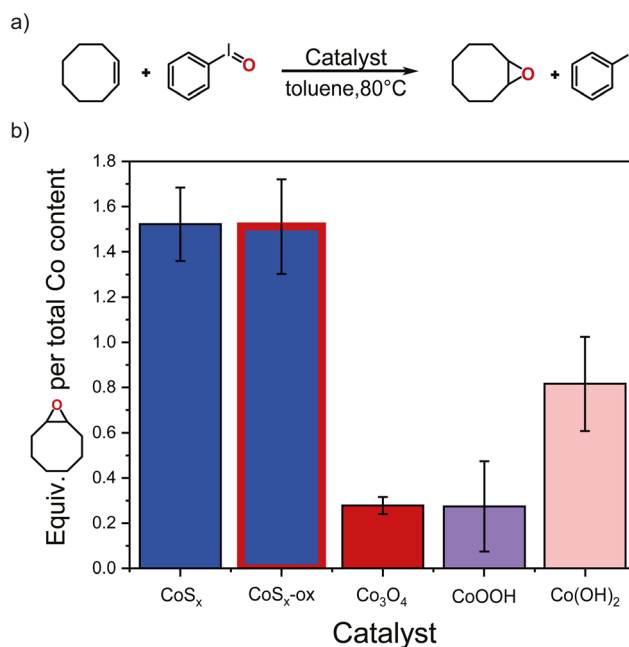 a)
+ I=O Catalyst O + I
toluene,80°C
b)
Equiv. O per total Co content
1.8
1.6
1.4
1.2
1.0
0.8
0.6
0.4
0.2
0.0
CoSₓ CoSₓ-ox Co₃O₄ CoOOH Co(OH)₂
Catalyst